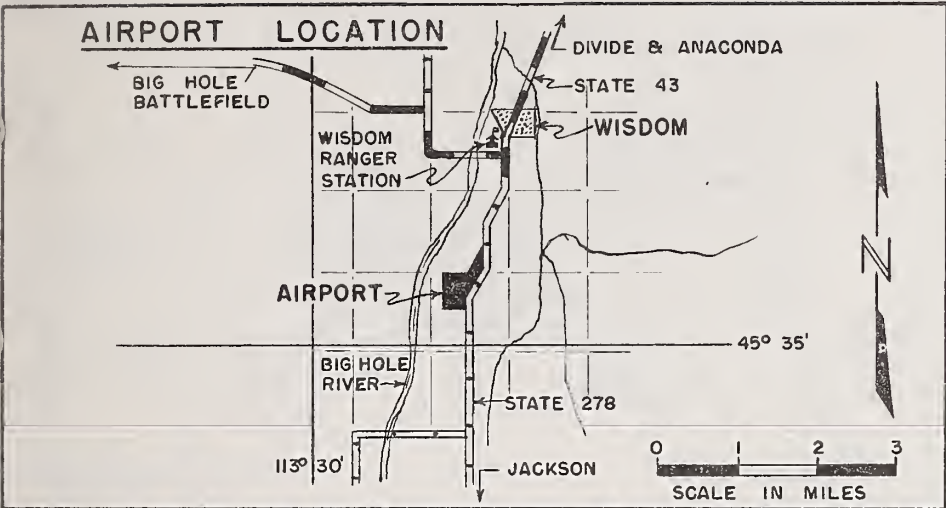 AIRPORT LOCATION
DIVIDE & ANACONDA
BIG HOLE
BATTLEFIELD
STATE 43
WISDOM
WISDOM
RANGER
STATION
N
AIRPORT
45° 35'
BIG HOLE
RIVER
STATE 278
113° 30'
JACKSON
0 1 2 3
SCALE IN MILES